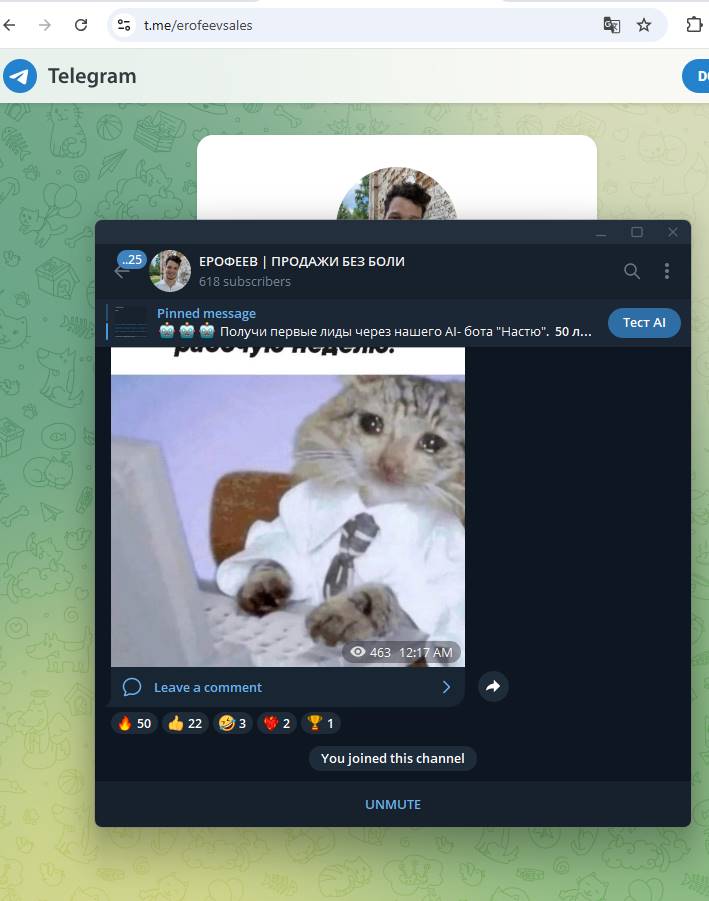 t.me/erofeevsales
Telegram
..25
ЕРОФЕЕВ | ПРОДАЖИ БЕЗ БОЛИ
618 subscribers
Pinned message
Получи первые лиды через нашего AI- бота "Настю". 50 л...
Тест AI
рабочую неделю.
463 12:17 AM
Leave a comment
50 22 3 2 1
You joined this channel
UNMUTE